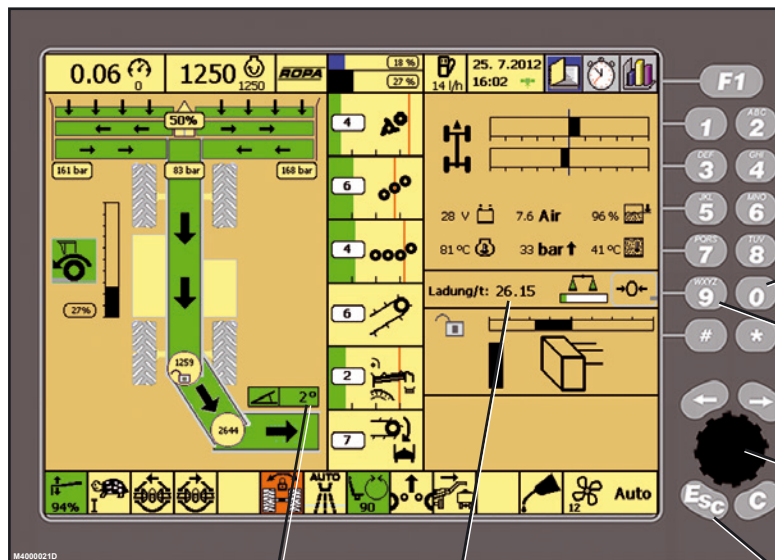 0.06
0
1250
1250
ROPA
18 %
27 %
14 l/h
25. 7.2012
16:02
F1
50%
161 bar
83 bar
168 bar
27%
1259
2644
2°
4
6
4
6
2
7
28 V
7.6 Air
96 %
81 °C
33 bar
41 °C
Ladung/t: 26.15
0
94%
I
AUTO
90
12
Auto
1
ABC
2
DEF
3
GHI
4
JKL
5
MNO
6
PQRS
7
TUV
8
WXYZ
9
0
#
*
Esc
C
M4000021D